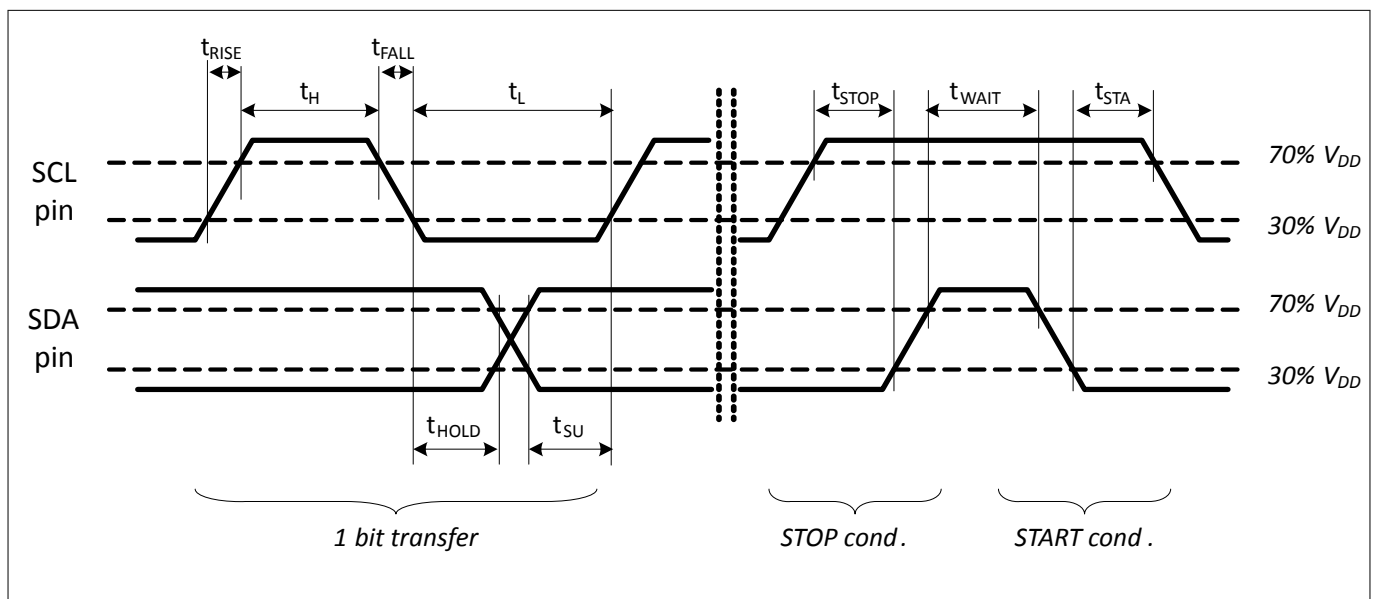 tRISE tFALL
tH tL tSTOP tWAIT tSTA
SCL pin
70% VDD
30% VDD
SDA pin
70% VDD
30% VDD
tHOLD tSU
1 bit transfer STOP cond . START cond .